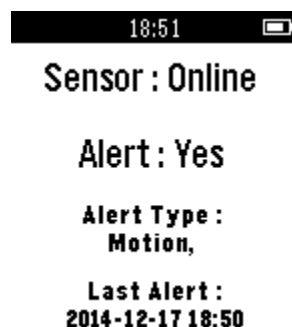 18:51
Sensor : Online
Alert : Yes
Alert Type :
Motion,
Last Alert :
2014-12-17 18:50